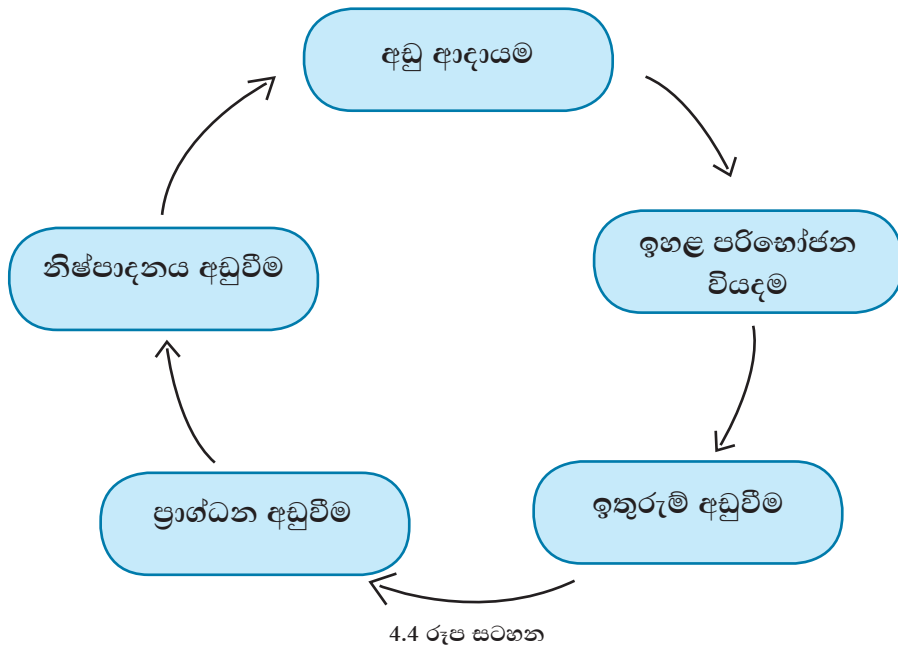 අඩු ආදායම
ඉහළ පරිභෝජන
වියදම
ඉතුරුම් අඩුවීම
ප්‍රාග්ධන අඩුවීම
නිෂ්පාදනය අඩුවීම
4.4 රූප සටහන